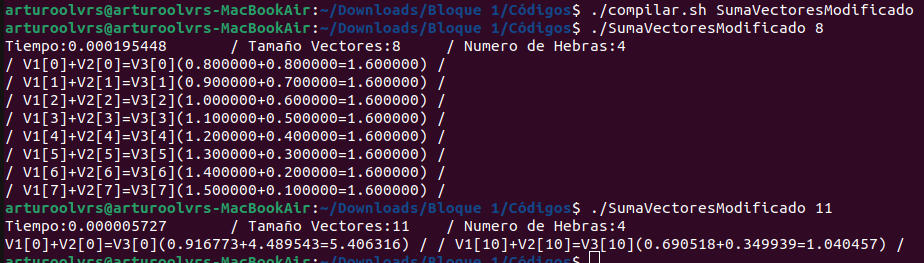 arturoolvrs@arturoolvrs-MacBookAir:~/Downloads/Bloque 1/Códigos$ ./compilar.sh SumaVectoresModificado
arturoolvrs@arturoolvrs-MacBookAir:~/Downloads/Bloque 1/Códigos$ ./SumaVectoresModificado 8
Tiempo:0.000195448 / Tamaño Vectores:8 / Numero de Hebras:4
/ V1[0]+V2[0]=V3[0](0.800000+0.800000=1.600000) /
/ V1[1]+V2[1]=V3[1](0.900000+0.700000=1.600000) /
/ V1[2]+V2[2]=V3[2](1.000000+0.600000=1.600000) /
/ V1[3]+V2[3]=V3[3](1.100000+0.500000=1.600000) /
/ V1[4]+V2[4]=V3[4](1.200000+0.400000=1.600000) /
/ V1[5]+V2[5]=V3[5](1.300000+0.300000=1.600000) /
/ V1[6]+V2[6]=V3[6](1.400000+0.200000=1.600000) /
/ V1[7]+V2[7]=V3[7](1.500000+0.100000=1.600000) /
arturoolvrs@arturoolvrs-MacBookAir:~/Downloads/Bloque 1/Códigos$ ./SumaVectoresModificado 11
Tiempo:0.000005727 / Tamaño Vectores:11 / Numero de Hebras:4
V1[0]+V2[0]=V3[0](0.916773+4.489543=5.406316) / / V1[10]+V2[10]=V3[10](0.690518+0.349939=1.040457) /
arturoolvrs@arturoolvrs-MacBookAir:~/Downloads/Bloque 1/Códigos$